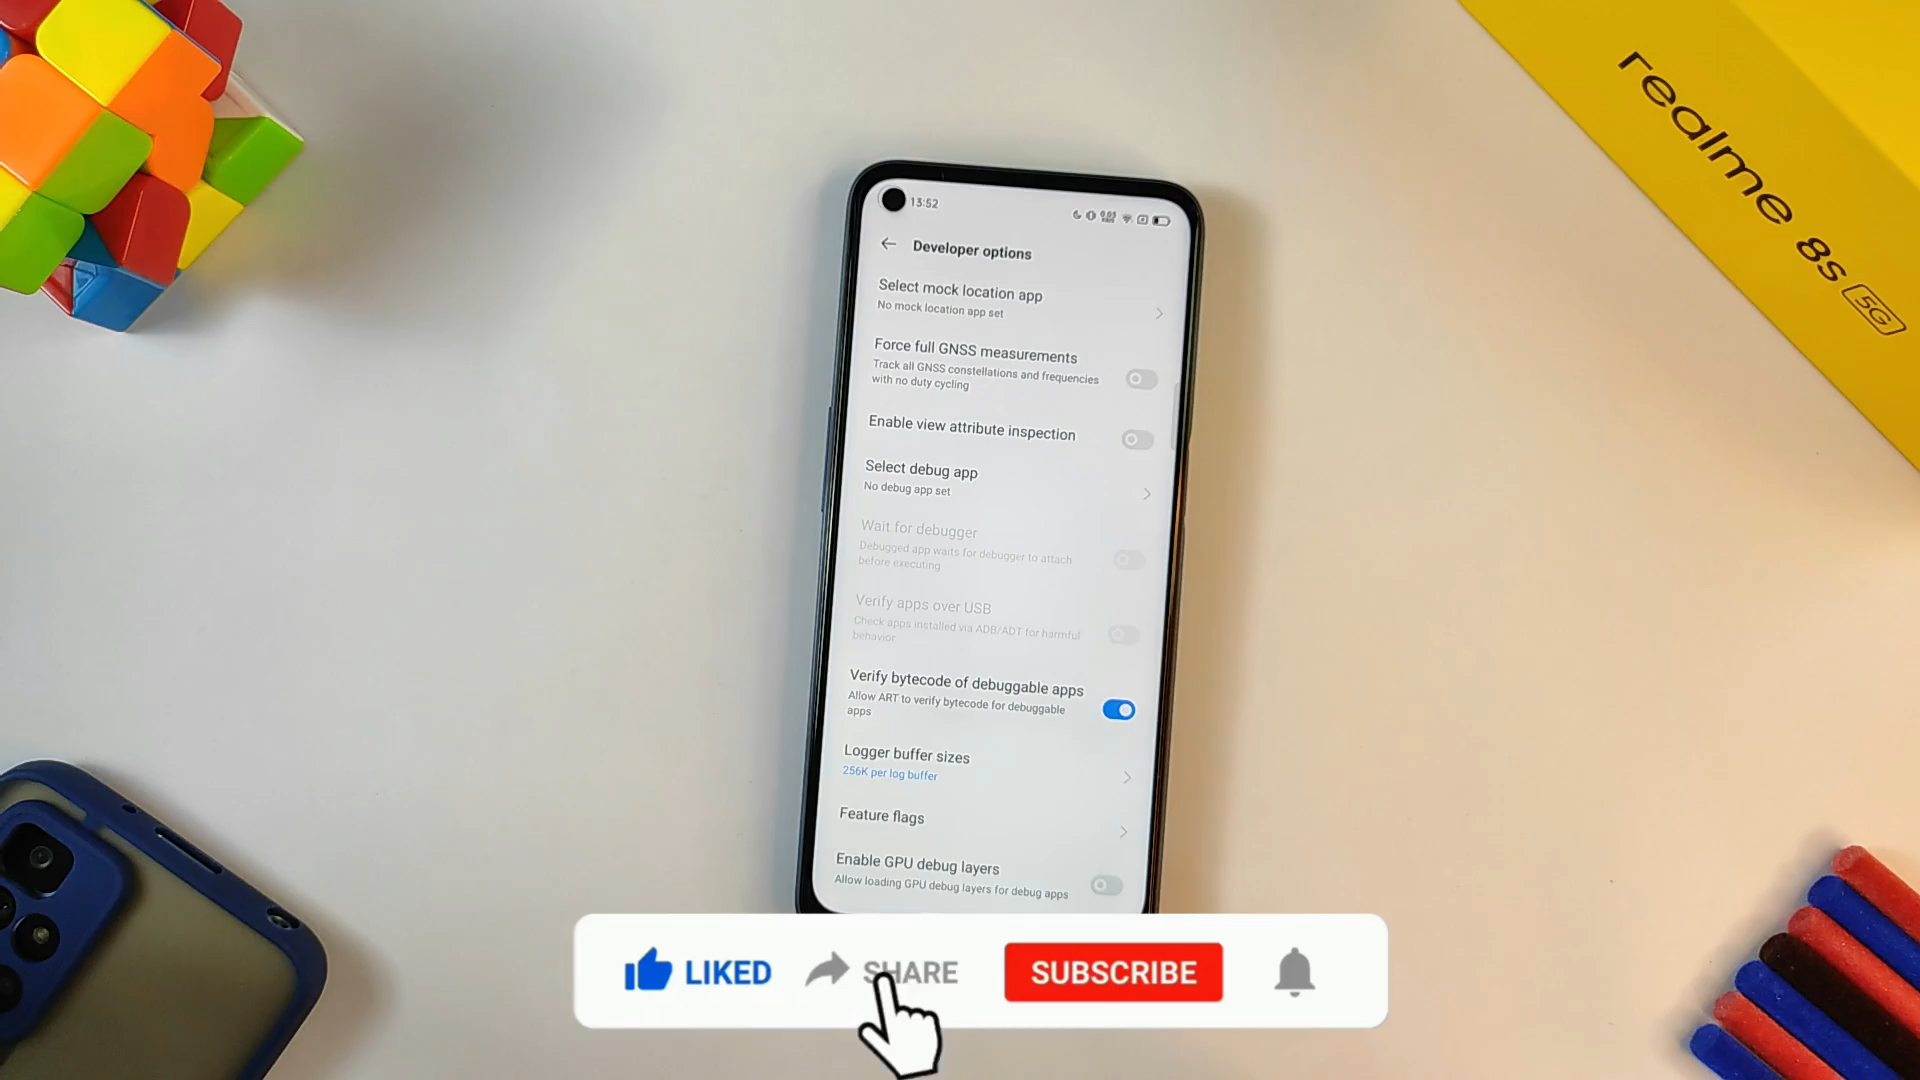 realme 8s 5G
13:52
Developer options
Select mock location app
No mock location app set
Force full GNSS measurements
Track all GNSS constellations and frequencies
with no duty cycling
Enable view attribute inspection
Select debug app
No debug app set
Wait for debugger
Debugged app waits for debugger to attach
before executing
Verify apps over USB
Check apps installed via ADB/ADT for harmful
behavior
Verify bytecode of debuggable apps
Allow ART to verify bytecode for debuggable
apps
Logger buffer sizes
256K per log buffer
Feature flags
Enable GPU debug layers
Allow loading GPU debug layers for debug apps
LIKED SHARE SUBSCRIBE